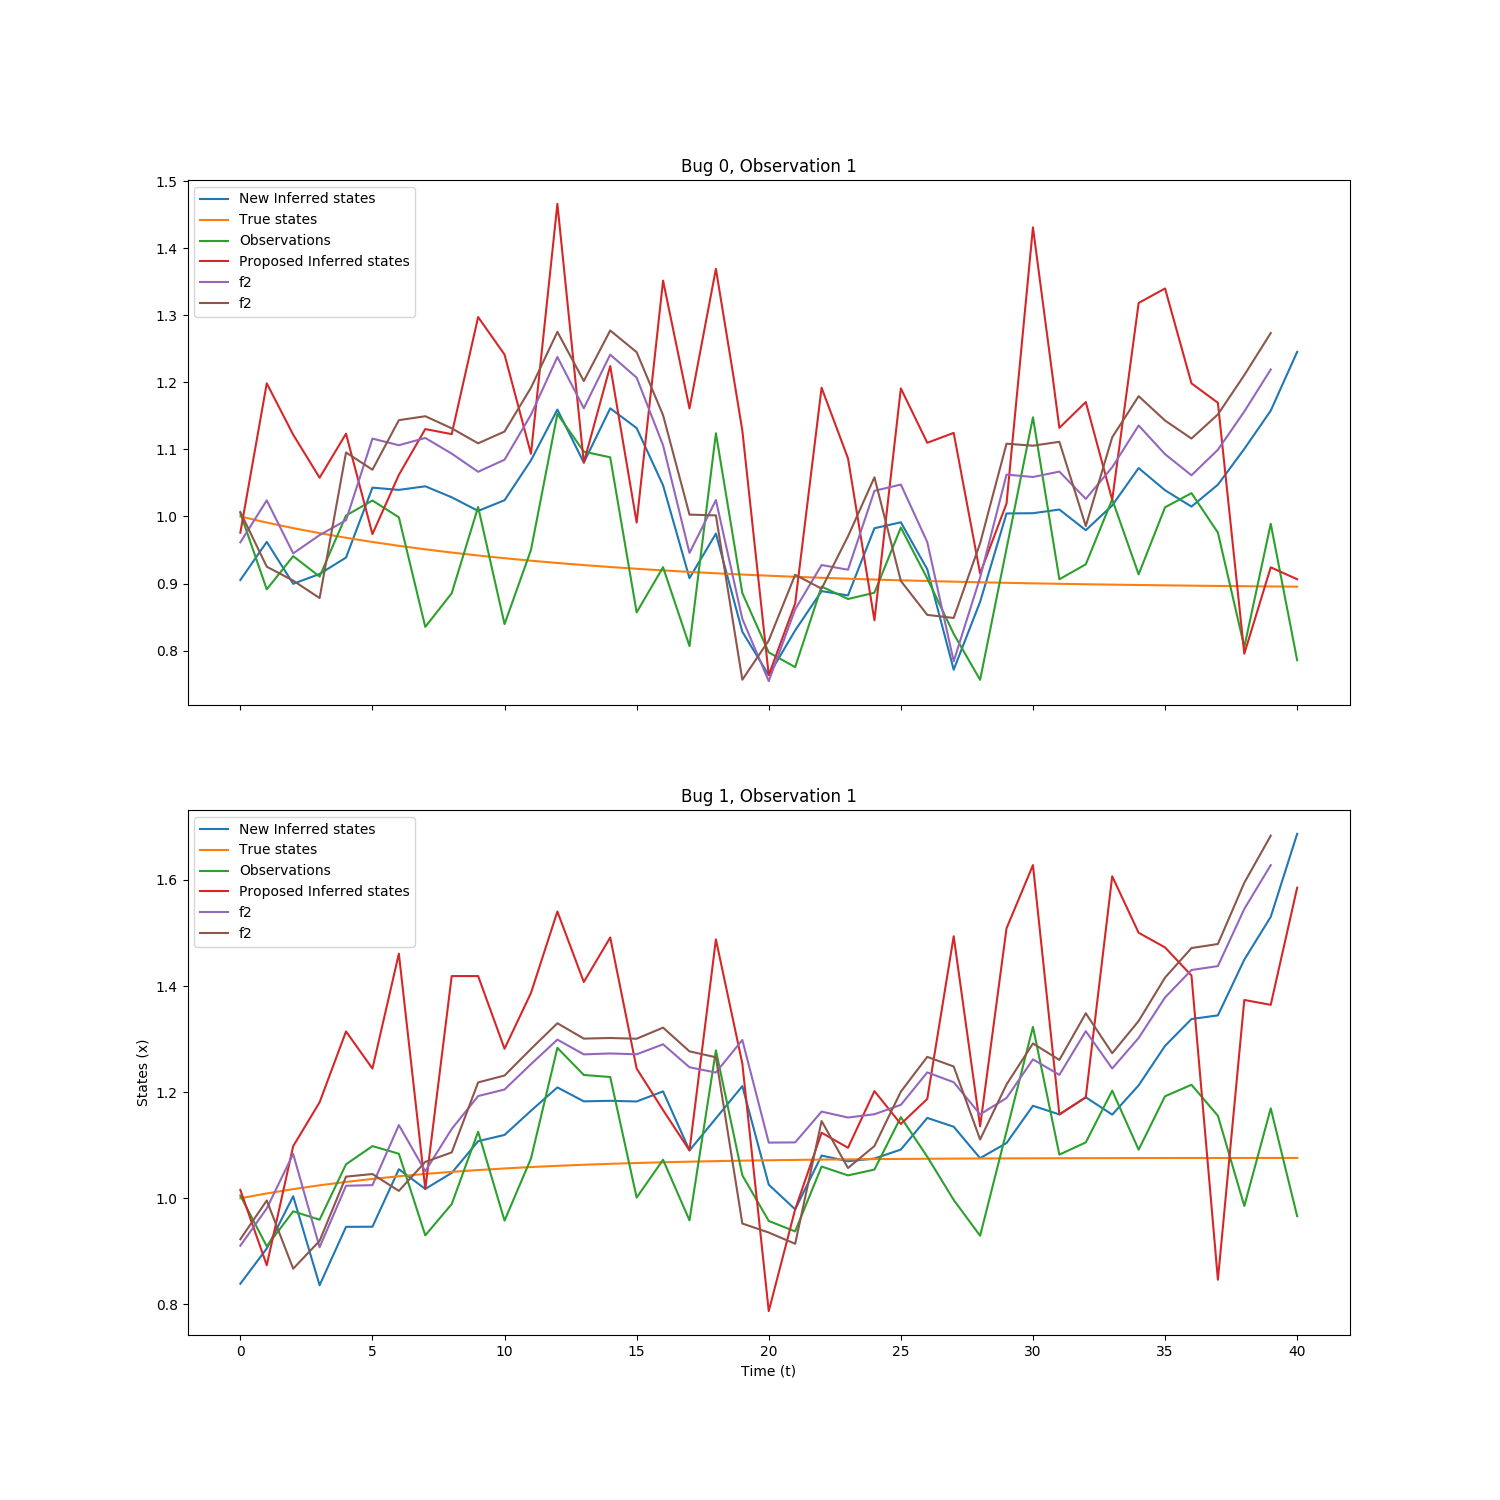 Bug 0, Observation 1
1.5
1.4
1.3
1.2
1.1
1.0
0.9
0.8
New Inferred states
True states
Observations
Proposed Inferred states
f2
f2
Bug 1, Observation 1
States (x)
1.6
1.4
1.2
1.0
0.8
New Inferred states
True states
Observations
Proposed Inferred states
f2
f2
0 5 10 15 20 25 30 35 40
Time (t)